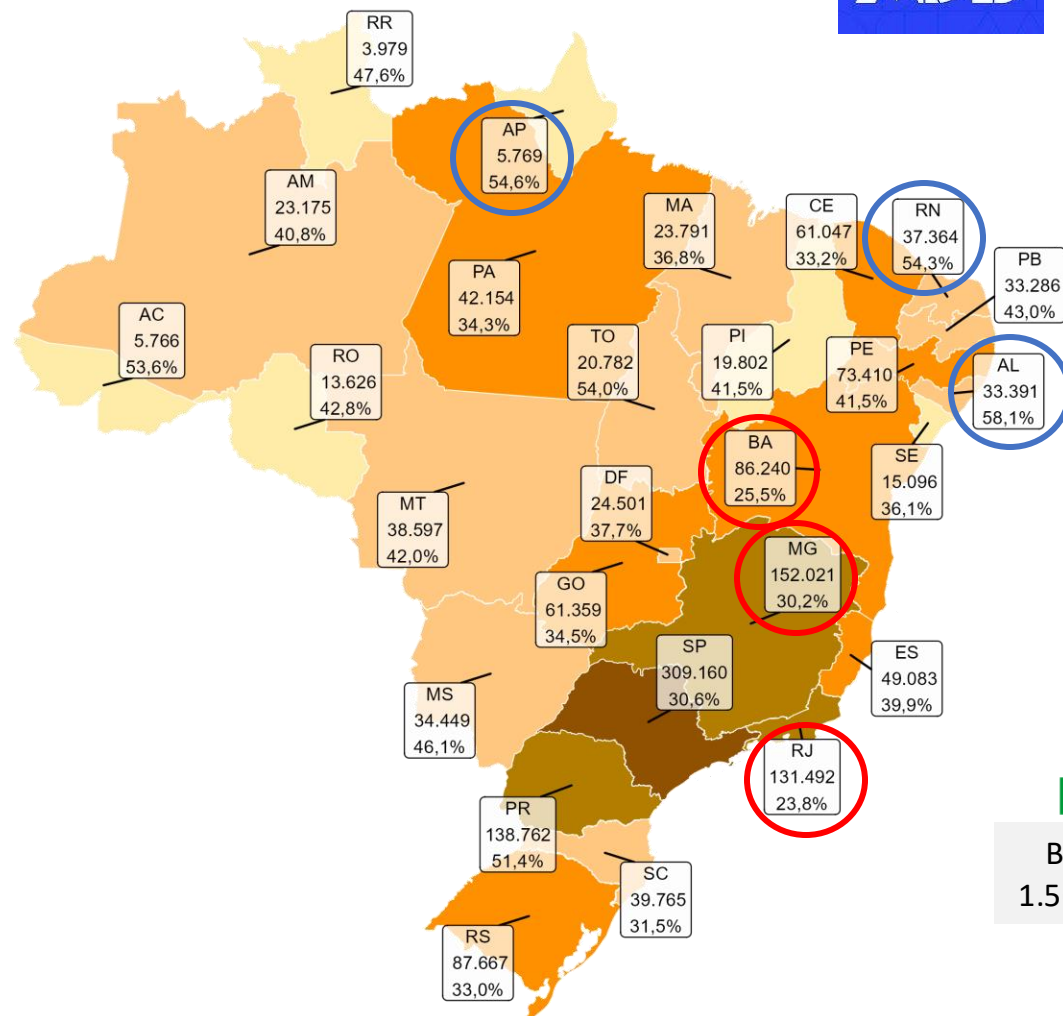 RR
3.979
47,6%
AP
5.769
54,6%
AM
23.175
40,8%
MA
23.791
36,8%
CE
61.047
33,2%
RN
37.364
54,3%
PB
33.286
43,0%
PA
42.154
34,3%
AC
5.766
53,6%
RO
13.626
42,8%
TO
20.782
54,0%
PI
19.802
41,5%
PE
73.410
41,5%
AL
33.391
58,1%
BA
86.240
25,5%
SE
15.096
36,1%
MT
38.597
42,0%
DF
24.501
37,7%
MG
152.021
30,2%
GO
61.359
34,5%
SP
309.160
30,6%
ES
49.083
39,9%
MS
34.449
46,1%
RJ
131.492
23,8%
PR
138.762
51,4%
SC
39.765
31,5%
RS
87.667
33,0%
B
1.5